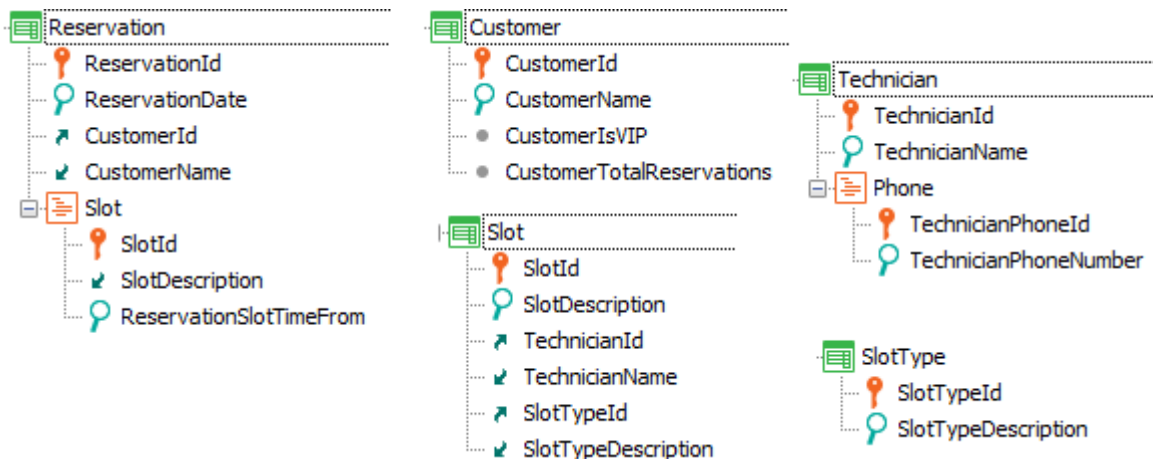 Reservation
ReservationId
ReservationDate
CustomerId
CustomerName
Slot
SlotId
SlotDescription
ReservationSlotTimeFrom
Customer
CustomerId
CustomerName
CustomerIsVIP
CustomerTotalReservations
Slot
SlotId
SlotDescription
TechnicianId
TechnicianName
SlotTypeId
SlotTypeDescription
Technician
TechnicianId
TechnicianName
Phone
TechnicianPhoneId
TechnicianPhoneNumber
SlotType
SlotTypeId
SlotTypeDescription